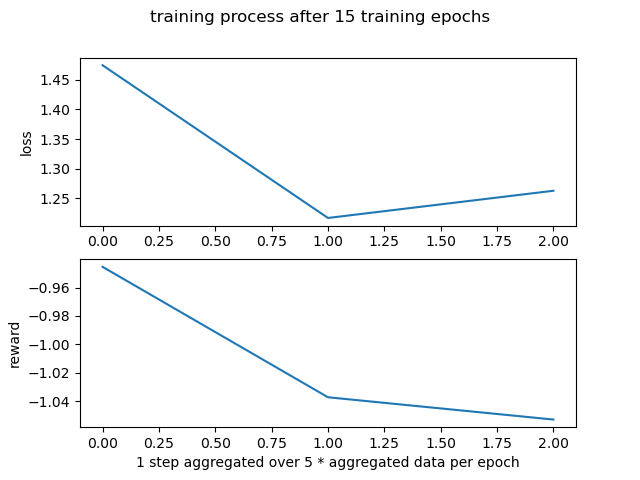 training process after 15 training epochs
1.45
1.40
1.35
1.30
1.25
loss
0.00 0.25 0.50 0.75 1.00 1.25 1.50 1.75 2.00
−0.96
−0.98
−1.00
−1.02
−1.04
reward
0.00 0.25 0.50 0.75 1.00 1.25 1.50 1.75 2.00
1 step aggregated over 5 * aggregated data per epoch